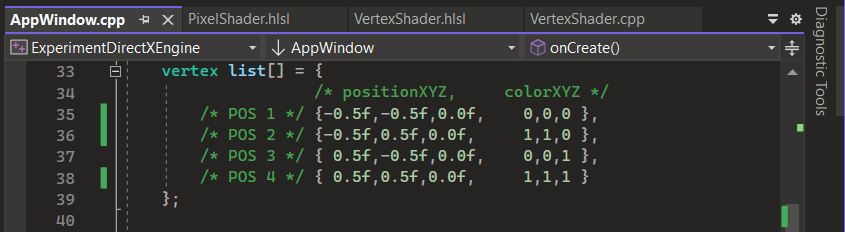 AppWindow.cpp PixelShader.hlsl VertexShader.hlsl VertexShader.cpp
ExperimentDirectXEngine AppWindow onCreate()
33 vertex list[] = {
34 /* positionXYZ, colorXYZ */
35 /* POS 1 */ {-0.5f,-0.5f,0.0f, 0,0,0 },
36 /* POS 2 */ {-0.5f,0.5f,0.0f, 1,1,0 },
37 /* POS 3 */ { 0.5f,-0.5f,0.0f, 0,0,1 },
38 /* POS 4 */ { 0.5f,0.5f,0.0f, 1,1,1 }
39 };
40
Diagnostic Tools